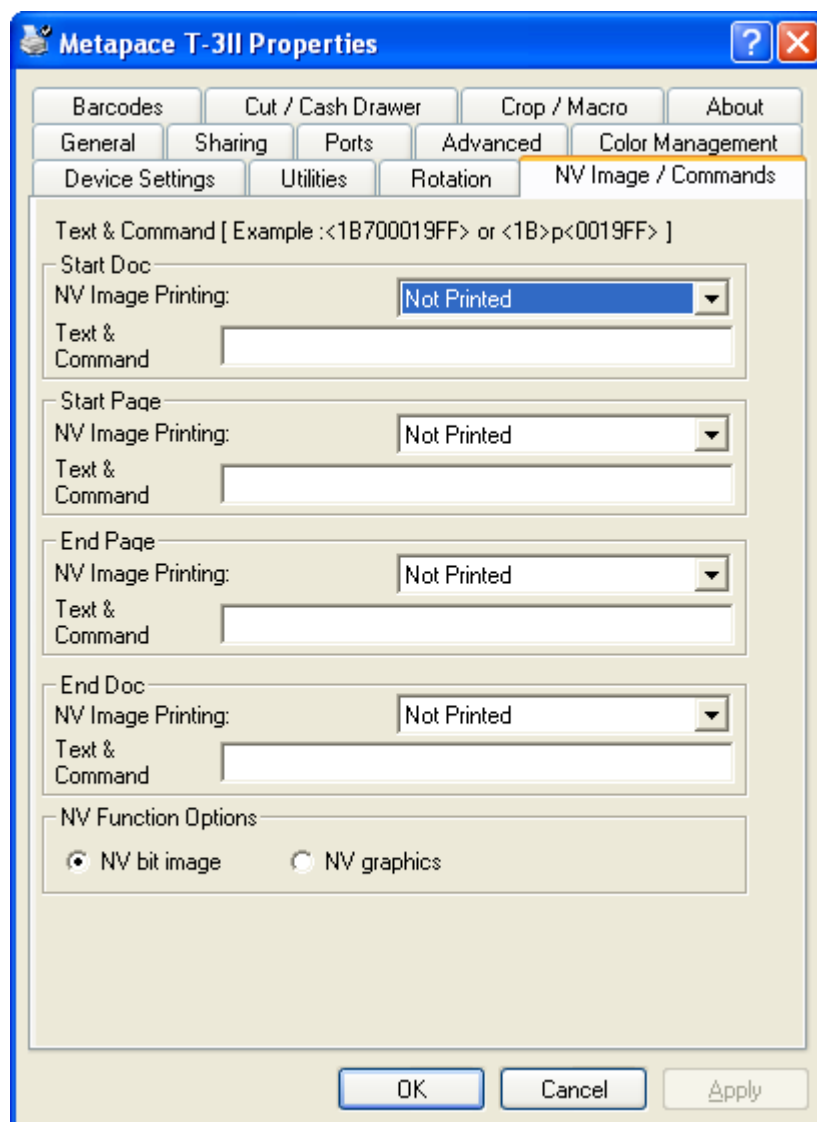 Metapace T-3II Properties
Barcodes Cut / Cash Drawer Crop / Macro About
General Sharing Ports Advanced Color Management
Device Settings Utilities Rotation NV Image / Commands
Text & Command [ Example :<1B700019FF> or <1B>p<0019FF> ]
Start Doc
NV Image Printing: Not Printed
Text &
Command
Start Page
NV Image Printing: Not Printed
Text &
Command
End Page
NV Image Printing: Not Printed
Text &
Command
End Doc
NV Image Printing: Not Printed
Text &
Command
NV Function Options
NV bit image NV graphics
OK Cancel Apply